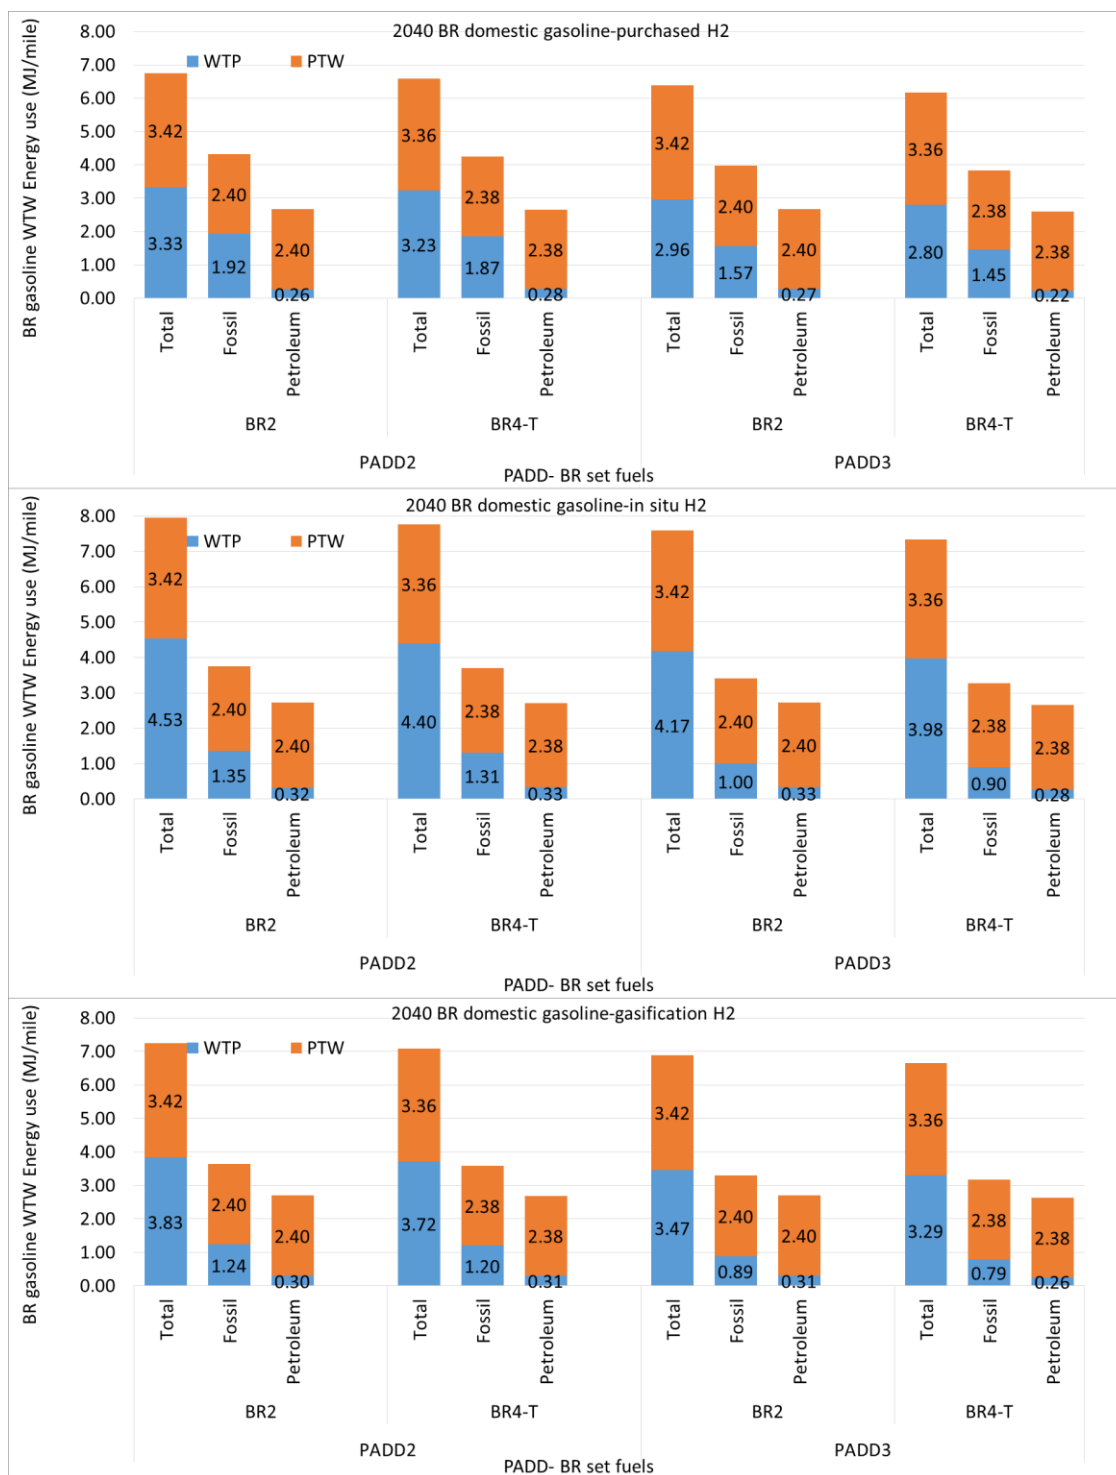 2040 BR domestic gasoline-purchased H2
WTP PTW
BR gasoline WTW Energy use (MJ/mile)
8.00
7.00
6.00
5.00
4.00
3.00
2.00
1.00
0.00
3.42 2.40 2.40 3.36 2.38 2.38 3.42 2.40 2.40 3.36 2.38 2.38
3.33 1.92 0.26 3.23 1.87 0.28 2.96 1.57 0.27 2.80 1.45 0.22
Total Fossil Petroleum Total Fossil Petroleum Total Fossil Petroleum Total Fossil Petroleum
BR2 BR4-T BR2 BR4-T
PADD2 PADD3
PADD- BR set fuels
2040 BR domestic gasoline-in situ H2
WTP PTW
BR gasoline WTW Energy use (MJ/mile)
8.00
7.00
6.00
5.00
4.00
3.00
2.00
1.00
0.00
3.42 2.40 2.40 3.36 2.38 2.38 3.42 2.40 2.40 3.36 2.38 2.38
4.53 1.35 0.32 4.40 1.31 0.33 4.17 1.00 0.33 3.98 0.90 0.28
Total Fossil Petroleum Total Fossil Petroleum Total Fossil Petroleum Total Fossil Petroleum
BR2 BR4-T BR2 BR4-T
PADD2 PADD3
PADD- BR set fuels
2040 BR domestic gasoline-gasification H2
WTP PTW
BR gasoline WTW Energy use (MJ/mile)
8.00
7.00
6.00
5.00
4.00
3.00
2.00
1.00
0.00
3.42 2.40 2.40 3.36 2.38 2.38 3.42 2.40 2.40 3.36 2.38 2.38
3.83 1.24 0.30 3.72 1.20 0.31 3.47 0.89 0.31 3.29 0.79 0.26
Total Fossil Petroleum Total Fossil Petroleum Total Fossil Petroleum Total Fossil Petroleum
BR2 BR4-T BR2 BR4-T
PADD2 PADD3
PADD- BR set fuels